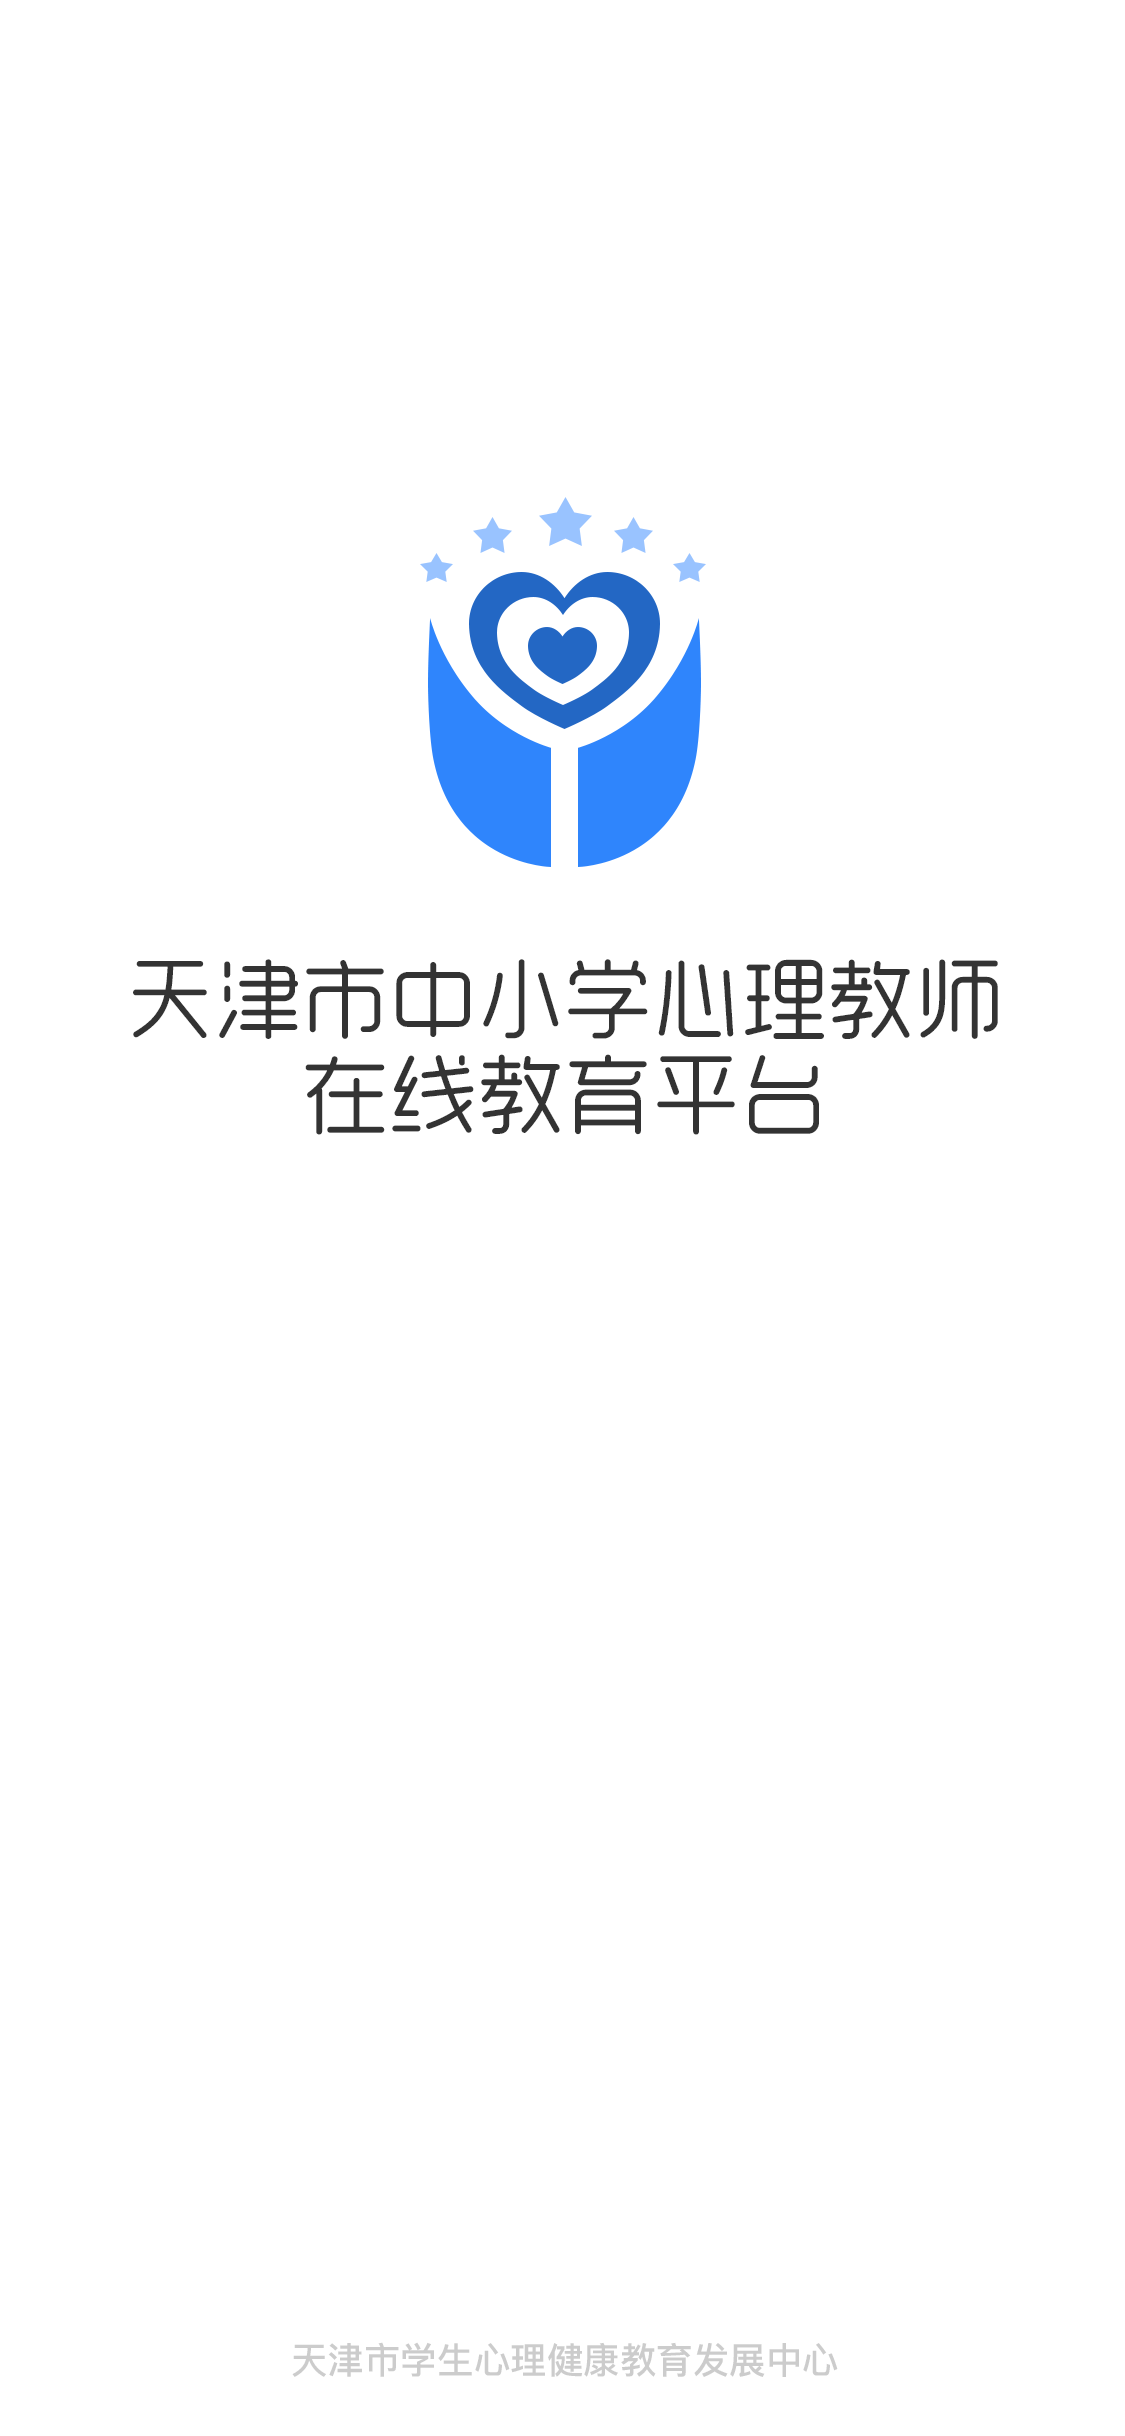 天津市中小学心理教师
在线教育平台
天津市学生心理健康教育发展中心